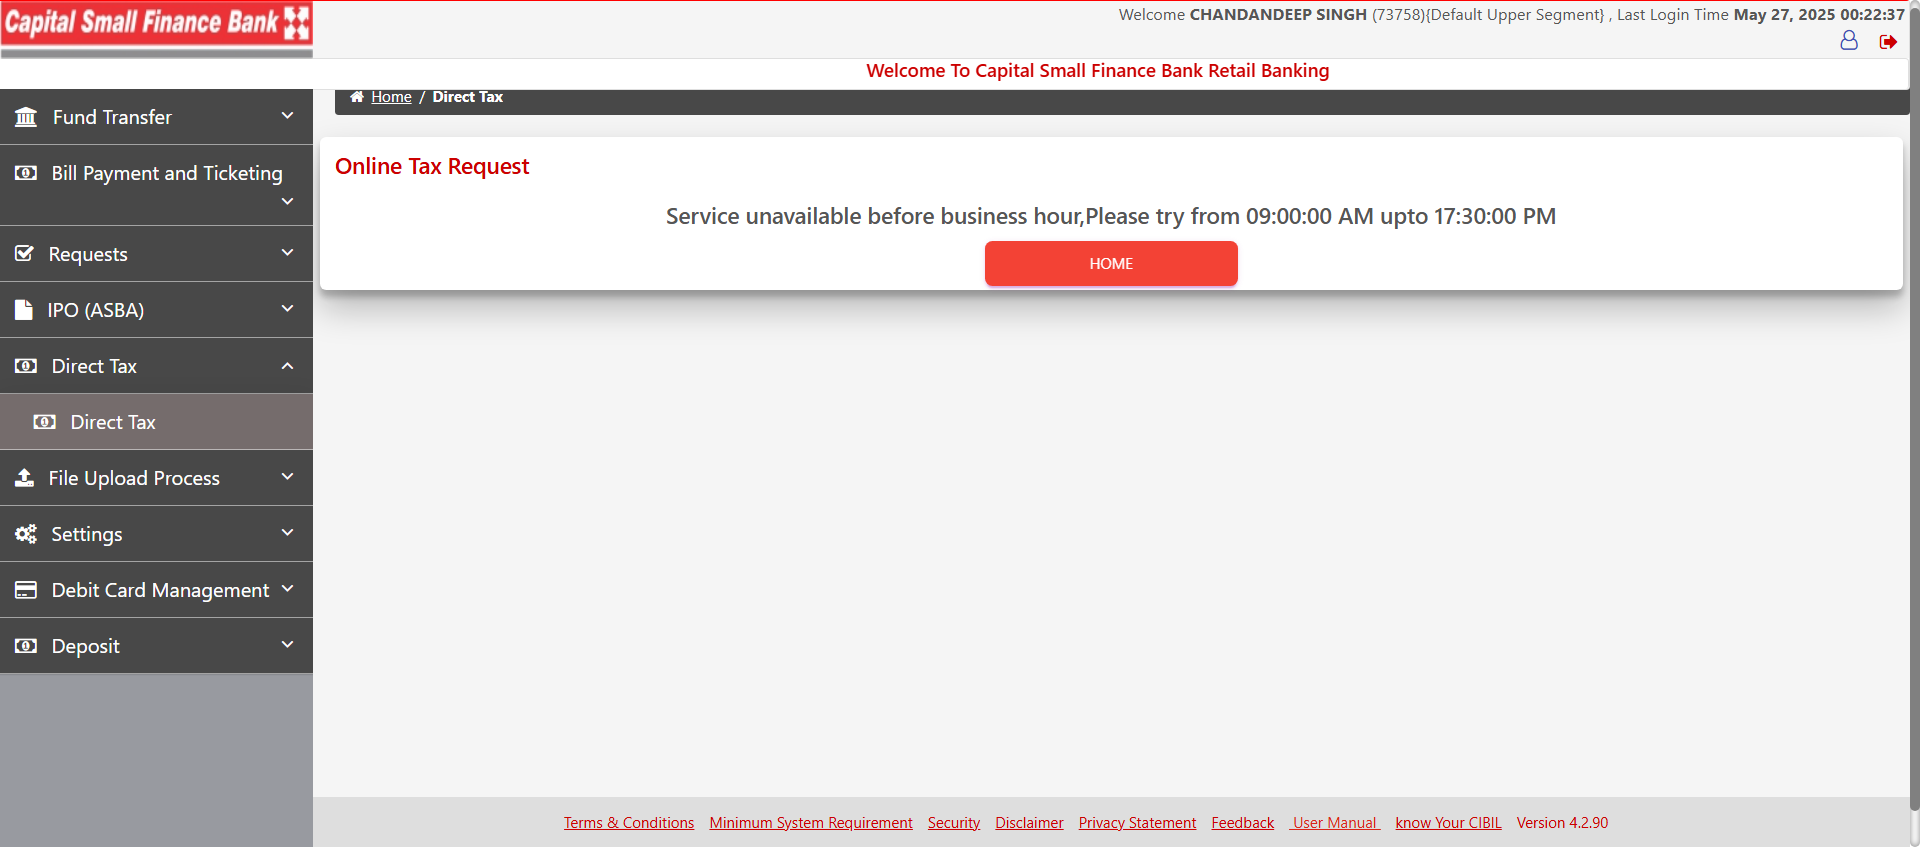 Capital Small Finance Bank
Welcome CHANDANDEEP SINGH (73758){Default Upper Segment} , Last Login Time May 27, 2025 00:22:37
Welcome To Capital Small Finance Bank Retail Banking
Home / Direct Tax
Fund Transfer
Bill Payment and Ticketing
Requests
IPO (ASBA)
Direct Tax
Direct Tax
File Upload Process
Settings
Debit Card Management
Deposit
Online Tax Request
Service unavailable before business hour,Please try from 09:00:00 AM upto 17:30:00 PM
HOME
Terms & Conditions Minimum System Requirement Security Disclaimer Privacy Statement Feedback User Manual know Your CIBIL Version 4.2.90